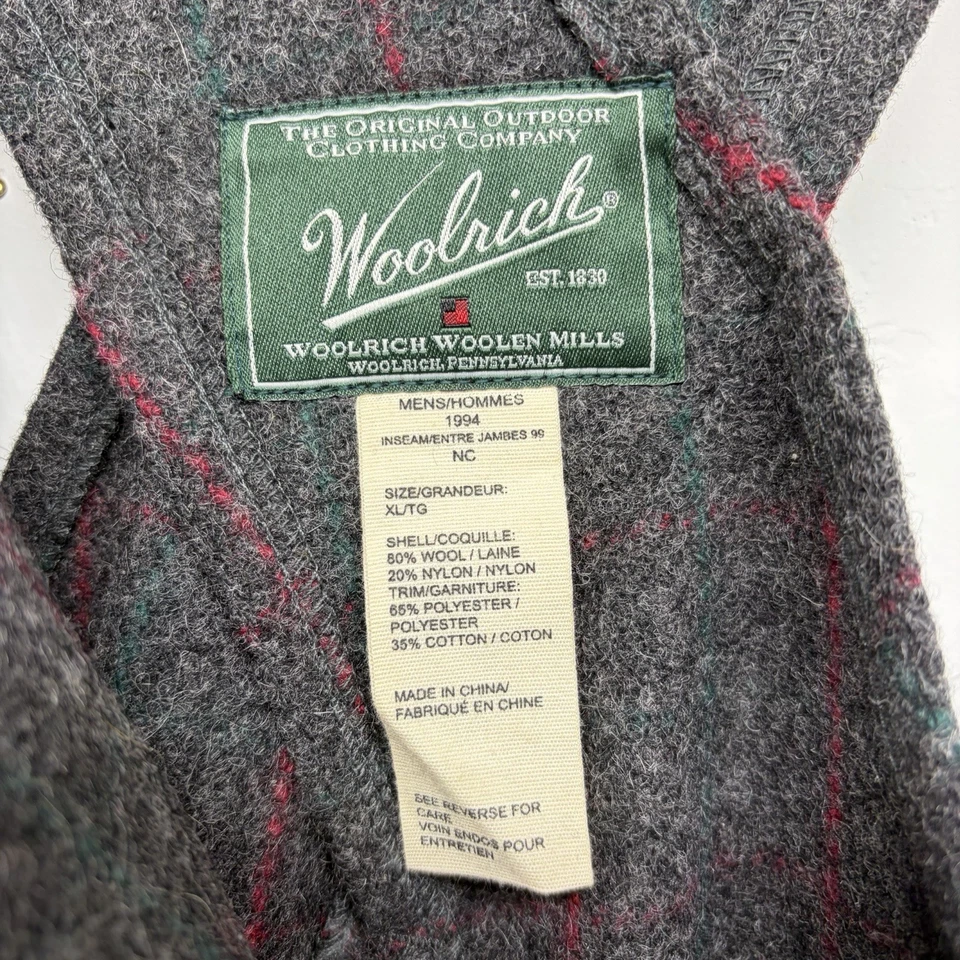 THE ORIGINAL OUTDOOR
CLOTHING COMPANY
Woolrich®
EST. 1830
WOOLRICH WOOLEN MILLS
WOOLRICH, PENNSYLVANIA
MENS/HOMMES
1994
INSEAM/ENTRE JAMBES 99
NC
SIZE/GRANDEUR:
XL/TG
SHELL/COQUILLE:
80% WOOL / LAINE
20% NYLON / NYLON
TRIM/GARNITURE:
65% POLYESTER /
POLYESTER
35% COTTON / COTON
MADE IN CHINA/
FABRIQUÉ EN CHINE
SEE REVERSE FOR
CARE
VOIN ENDOS POUR
ENTRETIEN